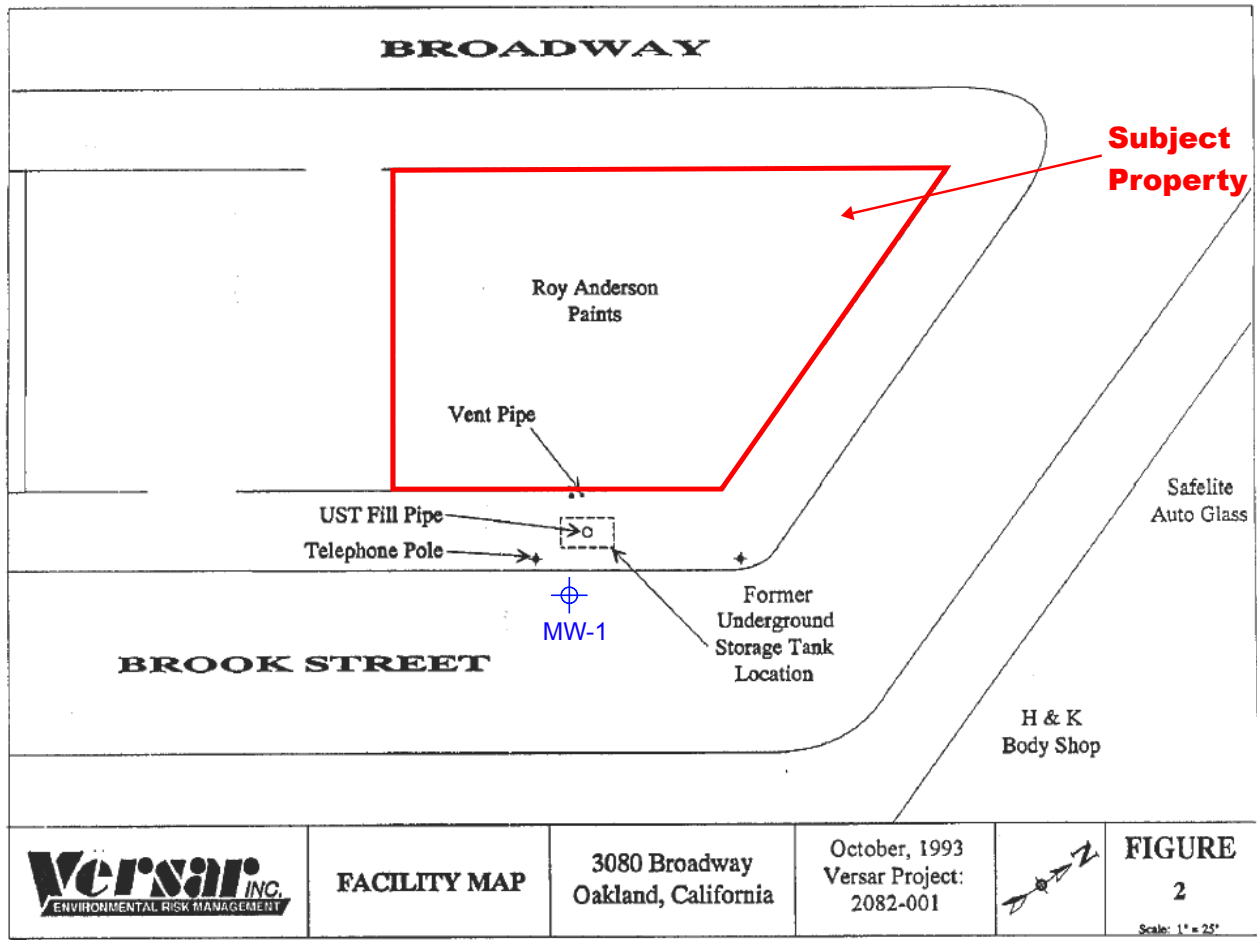 BROADWAY
Subject
Property
Roy Anderson
Paints
Vent Pipe
UST Fill Pipe
Telephone Pole
Safelite
Auto Glass
MW-1
Former
Underground
Storage Tank
Location
BROOK STREET
H & K
Body Shop
Versar INC.
ENVIRONMENTAL RISK MANAGEMENT
FACILITY MAP
3080 Broadway
Oakland, California
October, 1993
Versar Project:
2082-001
N
FIGURE
2
Scale: 1" = 25'